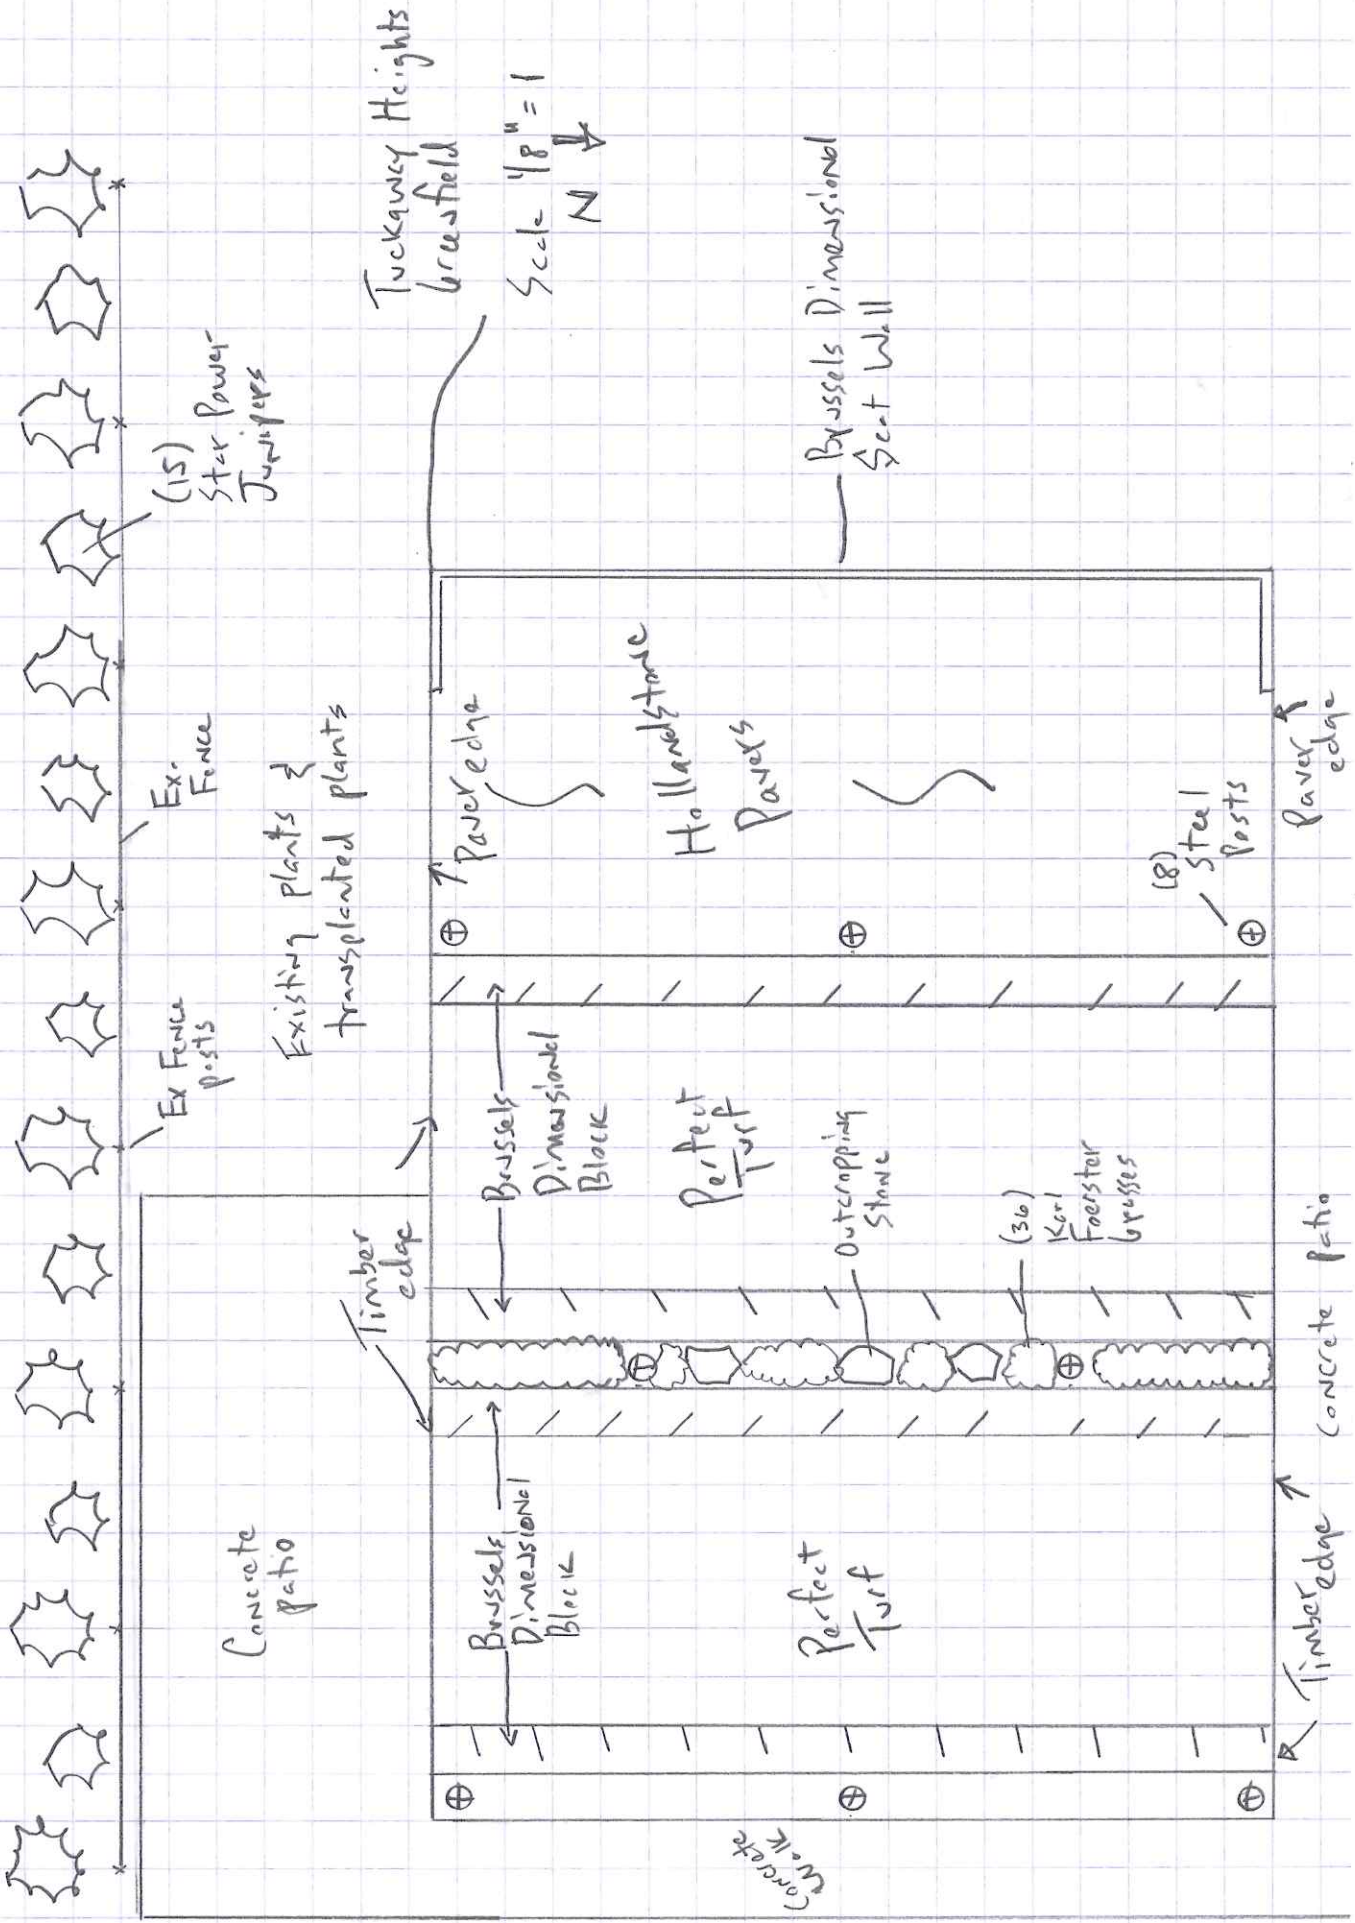 Tuckaway Heights
Greenfield
Scale 1/8" = 1
N
(15)
Star Power
Junipers
Ex.
Fence
Ex Fence
posts
Existing plants &
transplanted plants
Concrete
patio
Timber
edge
Paver edge
Hollandstone
Pavers
Brussels Dimensional
Seat Wall
(8)
Steel
Posts
Paver
edge
Brussels
Dimensional
Block
Perfect
Turf
Outcropping
Stone
(36)
Karl
Foerster
Grasses
Brussels
Dimensional
Block
Perfect
Turf
Concrete
Walk
Timber
edge
Concrete patio